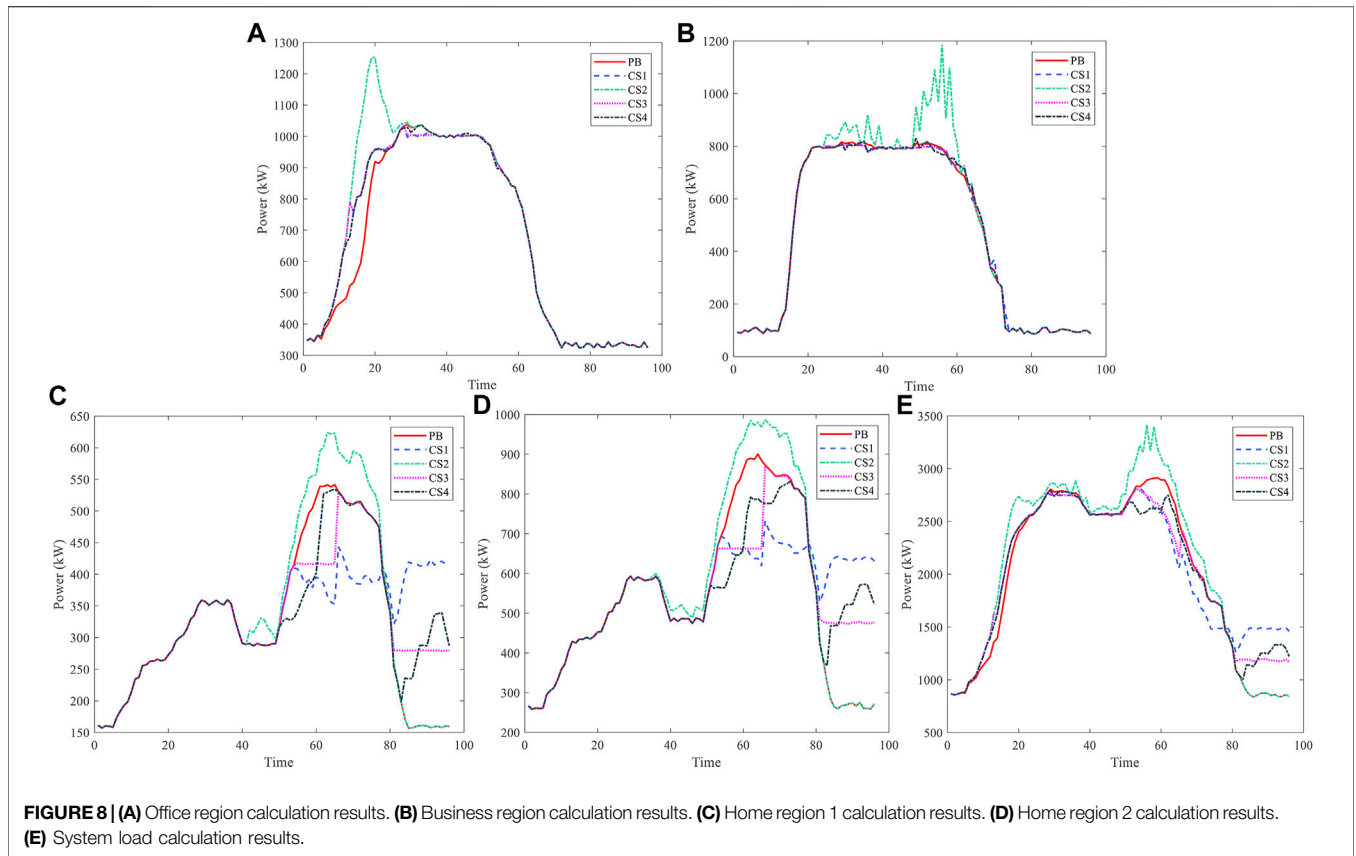 A
1300
1200
1100
1000
900
800
700
600
500
400
300
Power (kW)
0 20 40 60 80 100
Time
PB
CS1
CS2
CS3
CS4
B
1200
1000
800
600
400
200
0
Power (kW)
0 20 40 60 80 100
Time
PB
CS1
CS2
CS3
CS4
C
650
600
550
500
450
400
350
300
250
200
150
Power (kW)
0 20 40 60 80 100
Time
PB
CS1
CS2
CS3
CS4
D
1000
900
800
700
600
500
400
300
200
Power (kW)
0 20 40 60 80 100
Time
PB
CS1
CS2
CS3
CS4
E
3500
3000
2500
2000
1500
1000
500
Power (kW)
0 20 40 60 80 100
Time
PB
CS1
CS2
CS3
CS4
FIGURE 8 | (A) Office region calculation results. (B) Business region calculation results. (C) Home region 1 calculation results. (D) Home region 2 calculation results.
(E) System load calculation results.